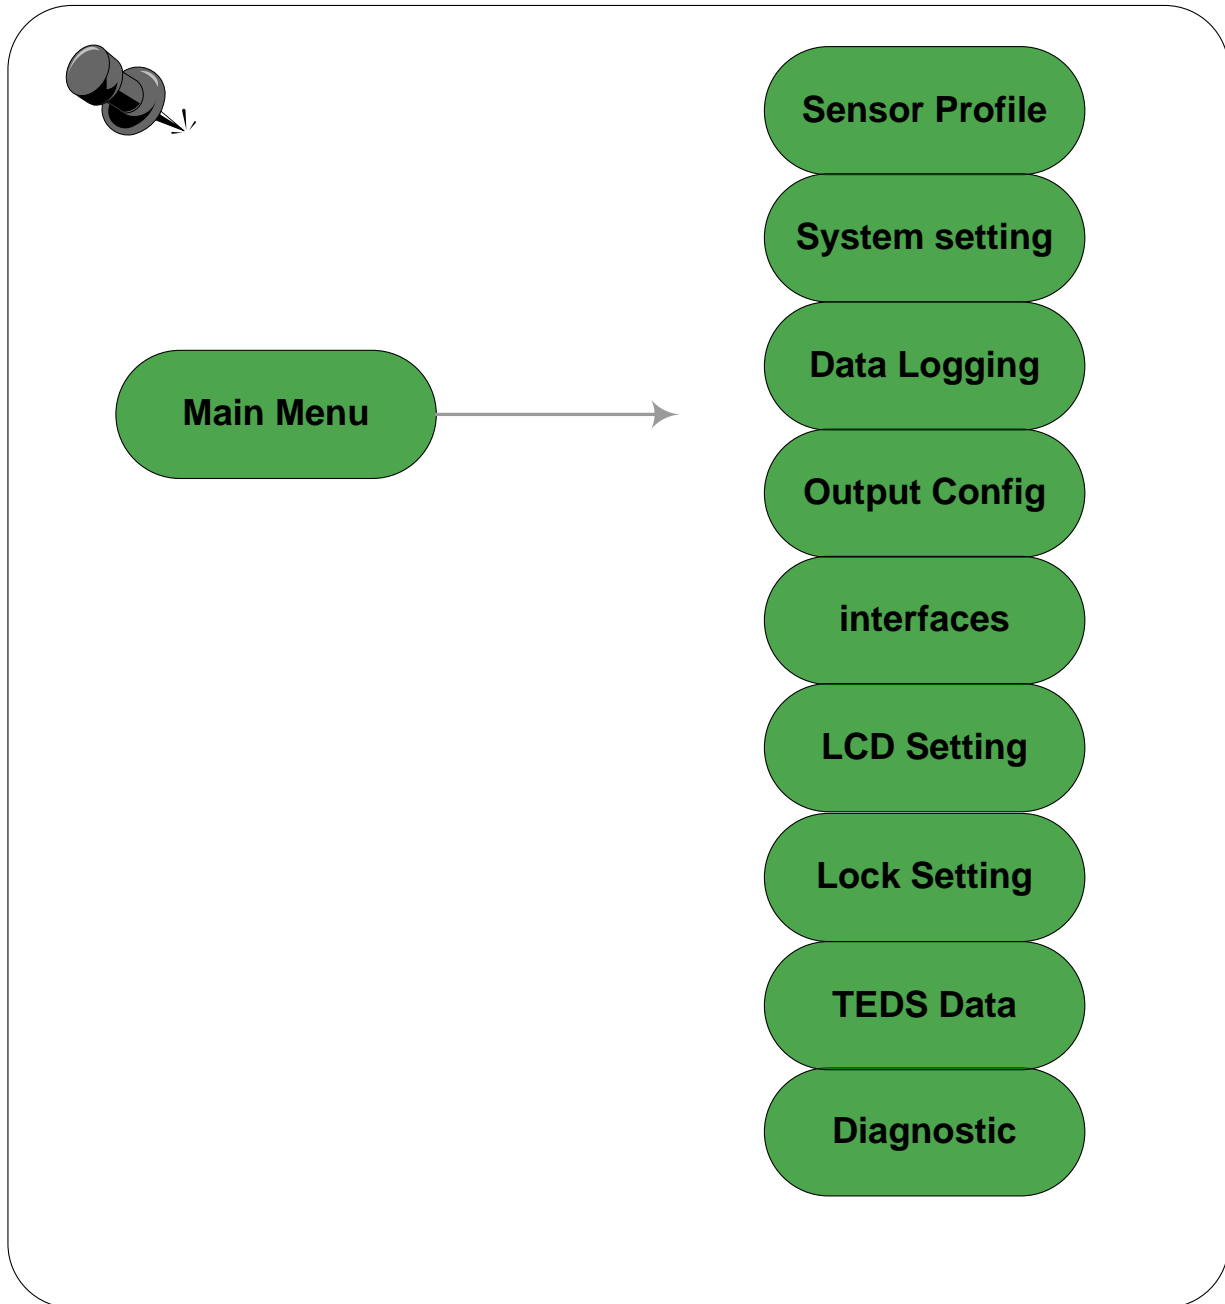 Sensor Profile
System setting
Data Logging
Main Menu
Output Config
interfaces
LCD Setting
Lock Setting
TEDS Data
Diagnostic